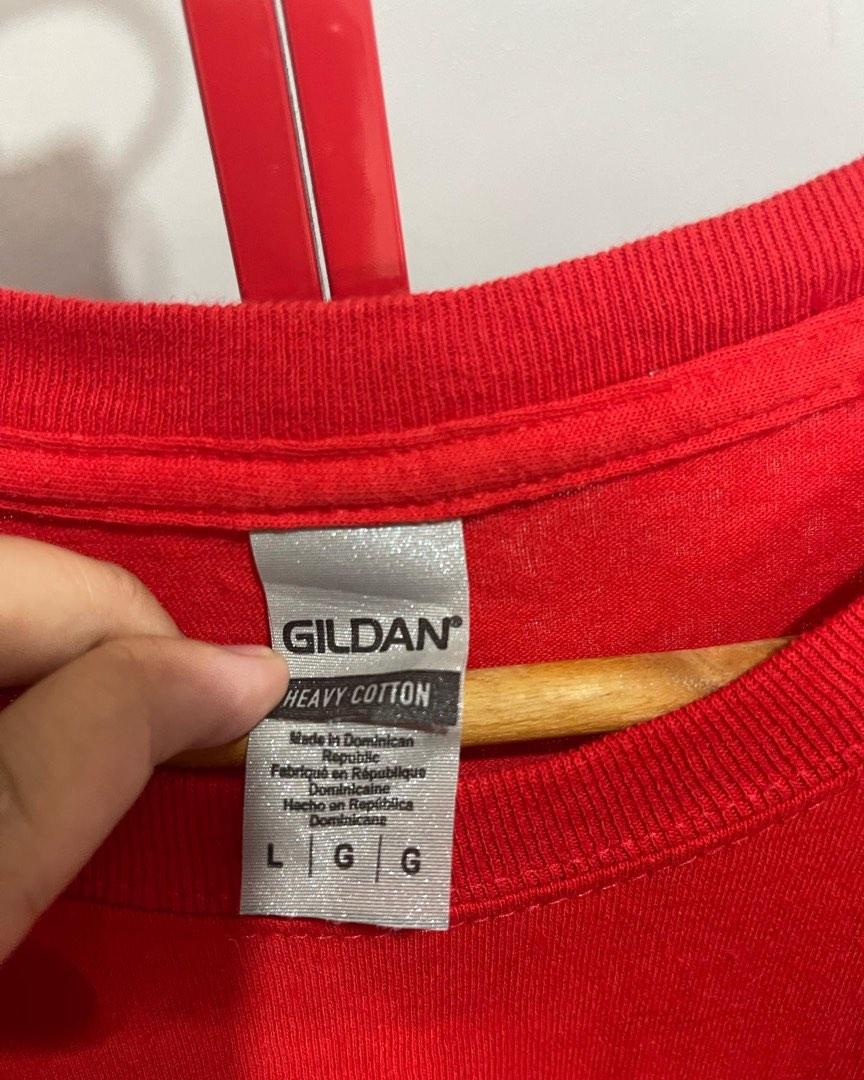 GILDAN®
HEAVY COTTON
Made in Dominican
Republic
Fabriqué en République
Dominicaine
Hecho en República
Dominicana
L | G | G